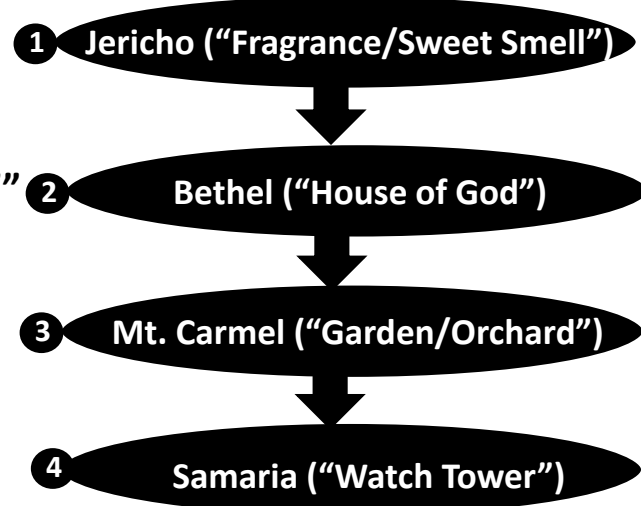 1 Jericho (“Fragrance/Sweet Smell”)
” 2 Bethel (“House of God”)
3 Mt. Carmel (“Garden/Orchard”)
4 Samaria (“Watch Tower”)